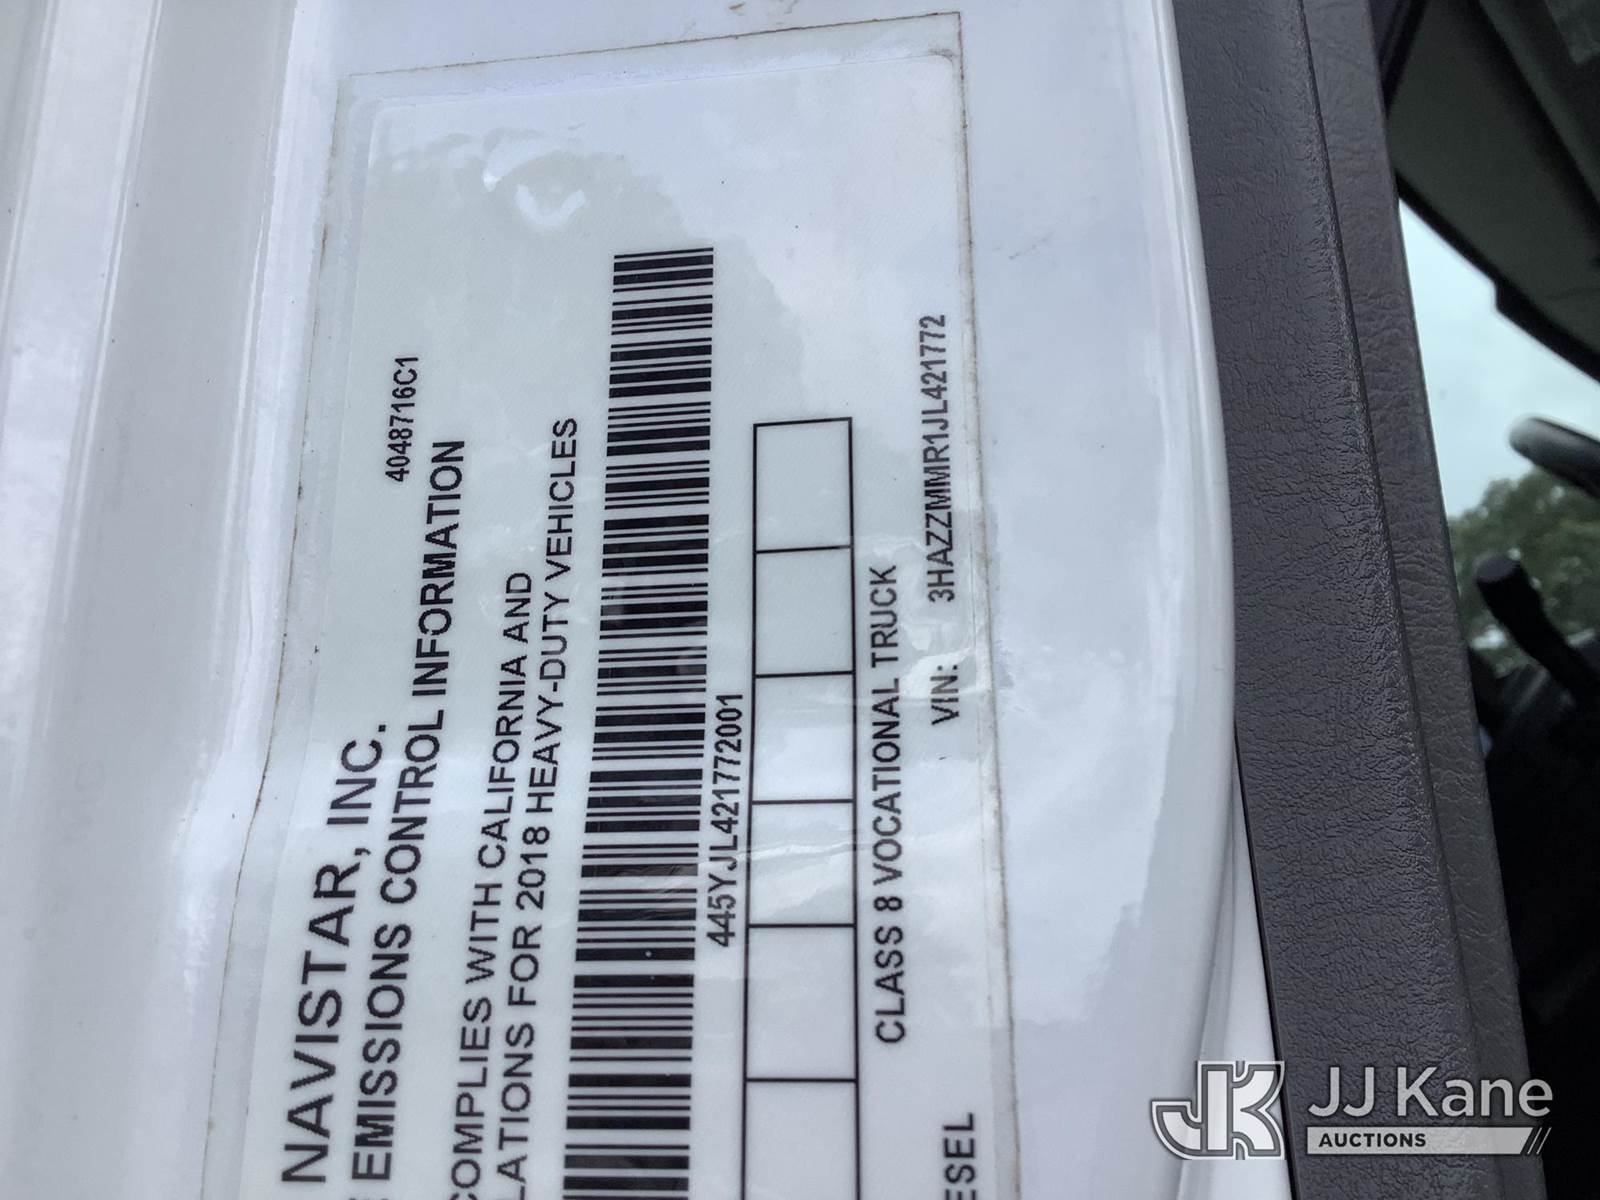 4048716C1
NAVISTAR, INC.
EMISSIONS CONTROL INFORMATION
COMPLIES WITH CALIFORNIA AND
LATIONS FOR 2018 HEAVY-DUTY VEHICLES
445YJL421772001
CLASS 8 VOCATIONAL TRUCK
ESEL VIN: 3HAZZMMR1JL421772
JK JJ Kane
AUCTIONS